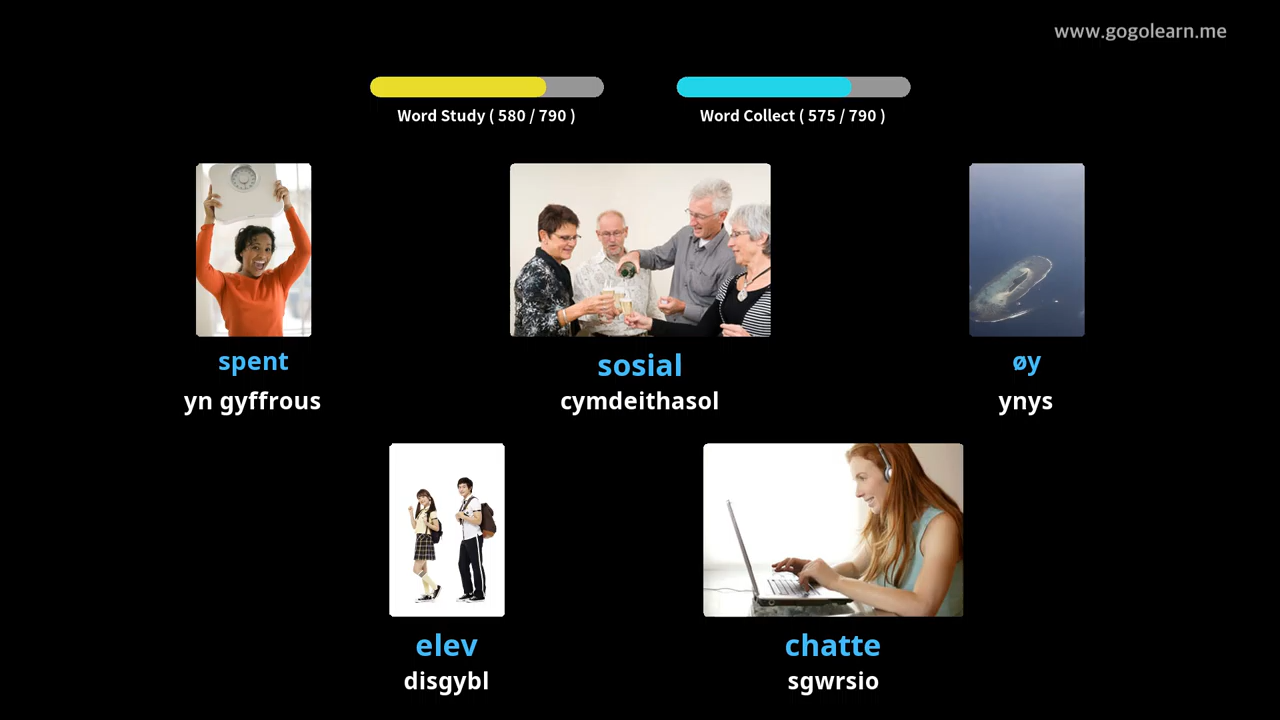 www.gogolearn.me
Word Study ( 580 / 790 )
Word Collect ( 575 / 790 )
spent
sosial
øy
yn gyffrous
cymdeithasol
ynys
elev
chatte
disgybl
sgwrsio